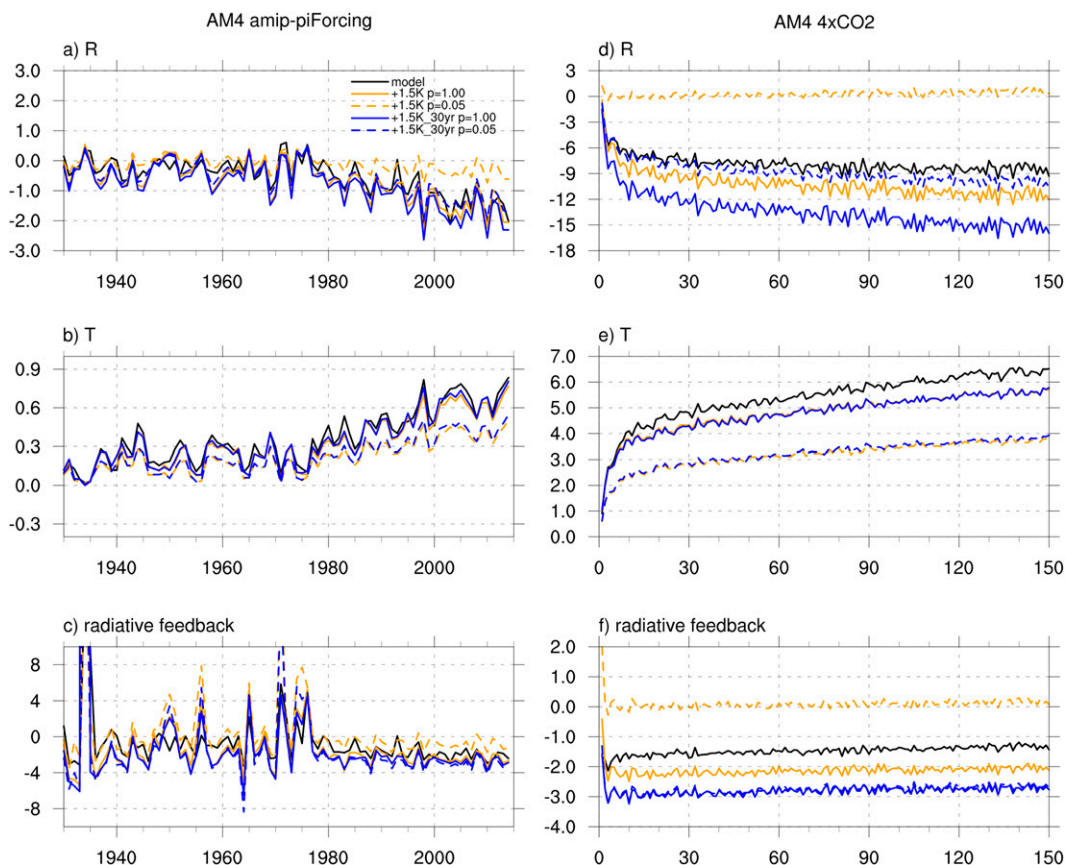 AM4 amip-piForcing
AM4 4xCO2
a) R
3.0
2.0
1.0
0.0
-1.0
-2.0
-3.0
model
+1.5K p=1.00
+1.5K p=0.05
+1.5K_30yr p=1.00
+1.5K_30yr p=0.05
1940 1960 1980 2000
d) R
3
0
-3
-6
-9
-12
-15
-18
0 30 60 90 120 150
b) T
0.9
0.6
0.3
0.0
-0.3
1940 1960 1980 2000
e) T
7.0
6.0
5.0
4.0
3.0
2.0
1.0
0.0
0 30 60 90 120 150
c) radiative feedback
8
4
0
-4
-8
1940 1960 1980 2000
f) radiative feedback
2.0
1.0
0.0
-1.0
-2.0
-3.0
-4.0
0 30 60 90 120 150